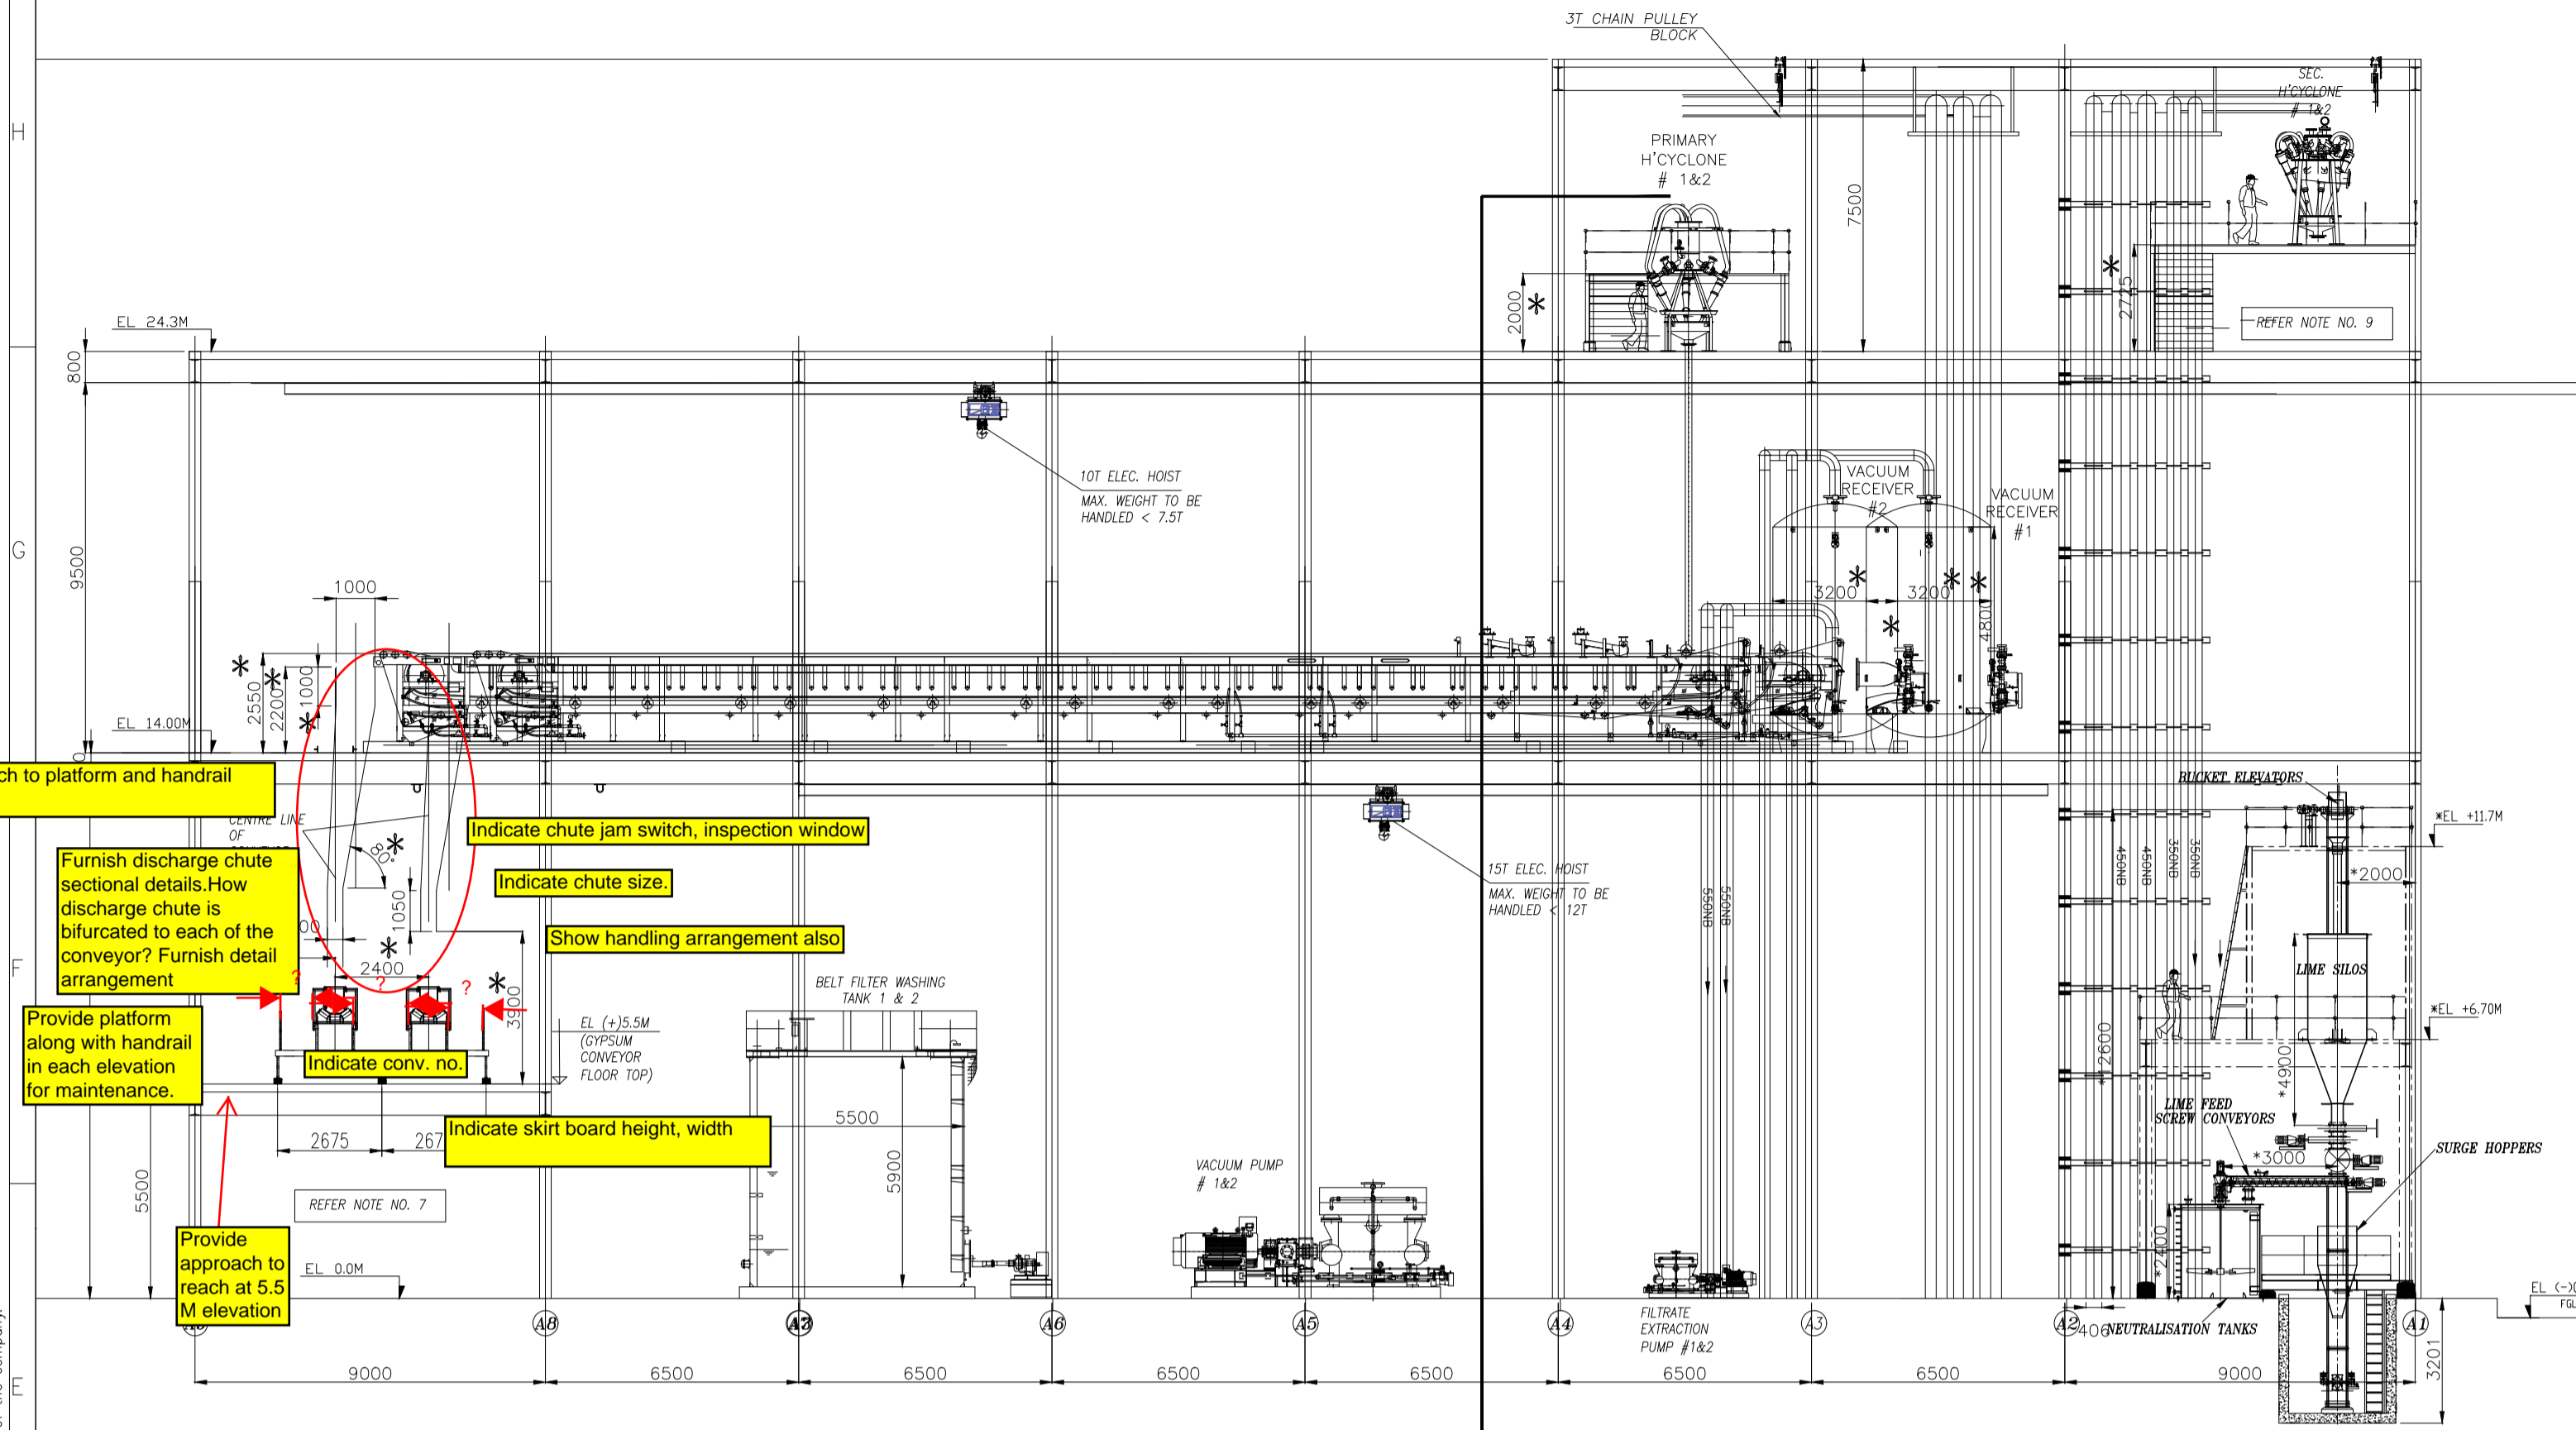 3T CHAIN PULLEY
BLOCK
H
SEC.
H'CYCLONE
# 1&2
PRIMARY
H'CYCLONE
# 1&2
7500
2000
*
*
2725
REFER NOTE NO. 9
EL 24.3M
800
10T ELEC. HOIST
MAX. WEIGHT TO BE
HANDLED < 7.5T
VACUUM
RECEIVER
#2
VACUUM
RECEIVER
#1
G
9500
1000
3200
3200
4800
2550
2200
1000
EL 14.00M
ch to platform and handrail
CENTRE LINE
OF
Indicate chute jam switch, inspection window
BUCKET ELEVATORS
*EL +11.7M
80°
Furnish discharge chute
sectional details.How
discharge chute is
bifurcated to each of the
conveyor? Furnish detail
arrangement
Indicate chute size.
1050
15T ELEC. HOIST
MAX. WEIGHT TO BE
HANDLED < 12T
550NB
550NB
450NB
450NB
350NB
350NB
*2000
Show handling arrangement also
F
2400
?
?
?
3900
BELT FILTER WASHING
TANK 1 & 2
LIME SILOS
*EL +6.70M
Provide platform
along with handrail
in each elevation
for maintenance.
Indicate conv. no.
EL (+)5.5M
(GYPSUM
CONVEYOR
FLOOR TOP)
*12600
*4900
LIME FEED
SCREW CONVEYORS
2675
267
Indicate skirt board height, width
5500
5900
5500
VACUUM PUMP
# 1&2
*3000
SURGE HOPPERS
REFER NOTE NO. 7
Provide
approach to
reach at 5.5
M elevation
EL 0.0M
*2400
A8
A6
A5
A4
A3
A2
A1
FILTRATE
EXTRACTION
PUMP #1&2
406
NEUTRALISATION TANKS
FGL
3201
E
9000
6500
6500
6500
6500
6500
6500
9000